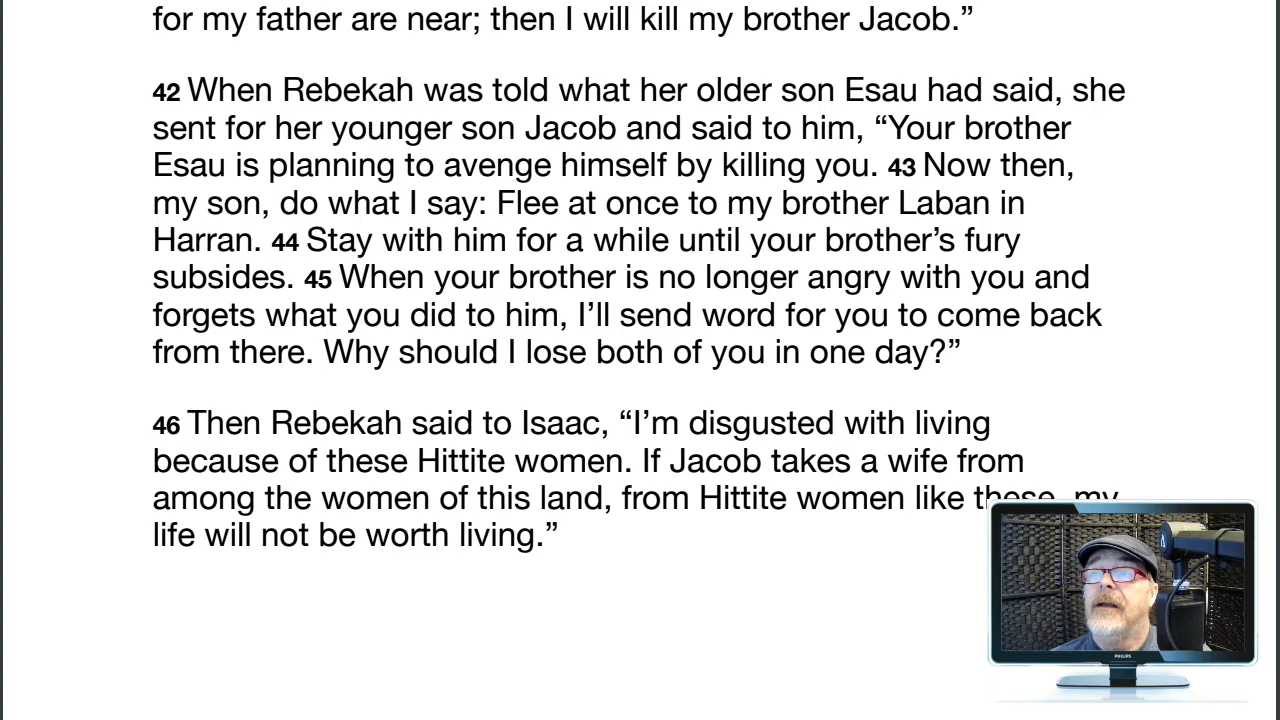 for my father are near; then I will kill my brother Jacob.”
42 When Rebekah was told what her older son Esau had said, she
sent for her younger son Jacob and said to him, “Your brother
Esau is planning to avenge himself by killing you. 43 Now then,
my son, do what I say: Flee at once to my brother Laban in
Harran. 44 Stay with him for a while until your brother’s fury
subsides. 45 When your brother is no longer angry with you and
forgets what you did to him, I’ll send word for you to come back
from there. Why should I lose both of you in one day?”
46 Then Rebekah said to Isaac, “I’m disgusted with living
because of these Hittite women. If Jacob takes a wife from
among the women of this land, from Hittite women like these, my
life will not be worth living.”
PHILIPS